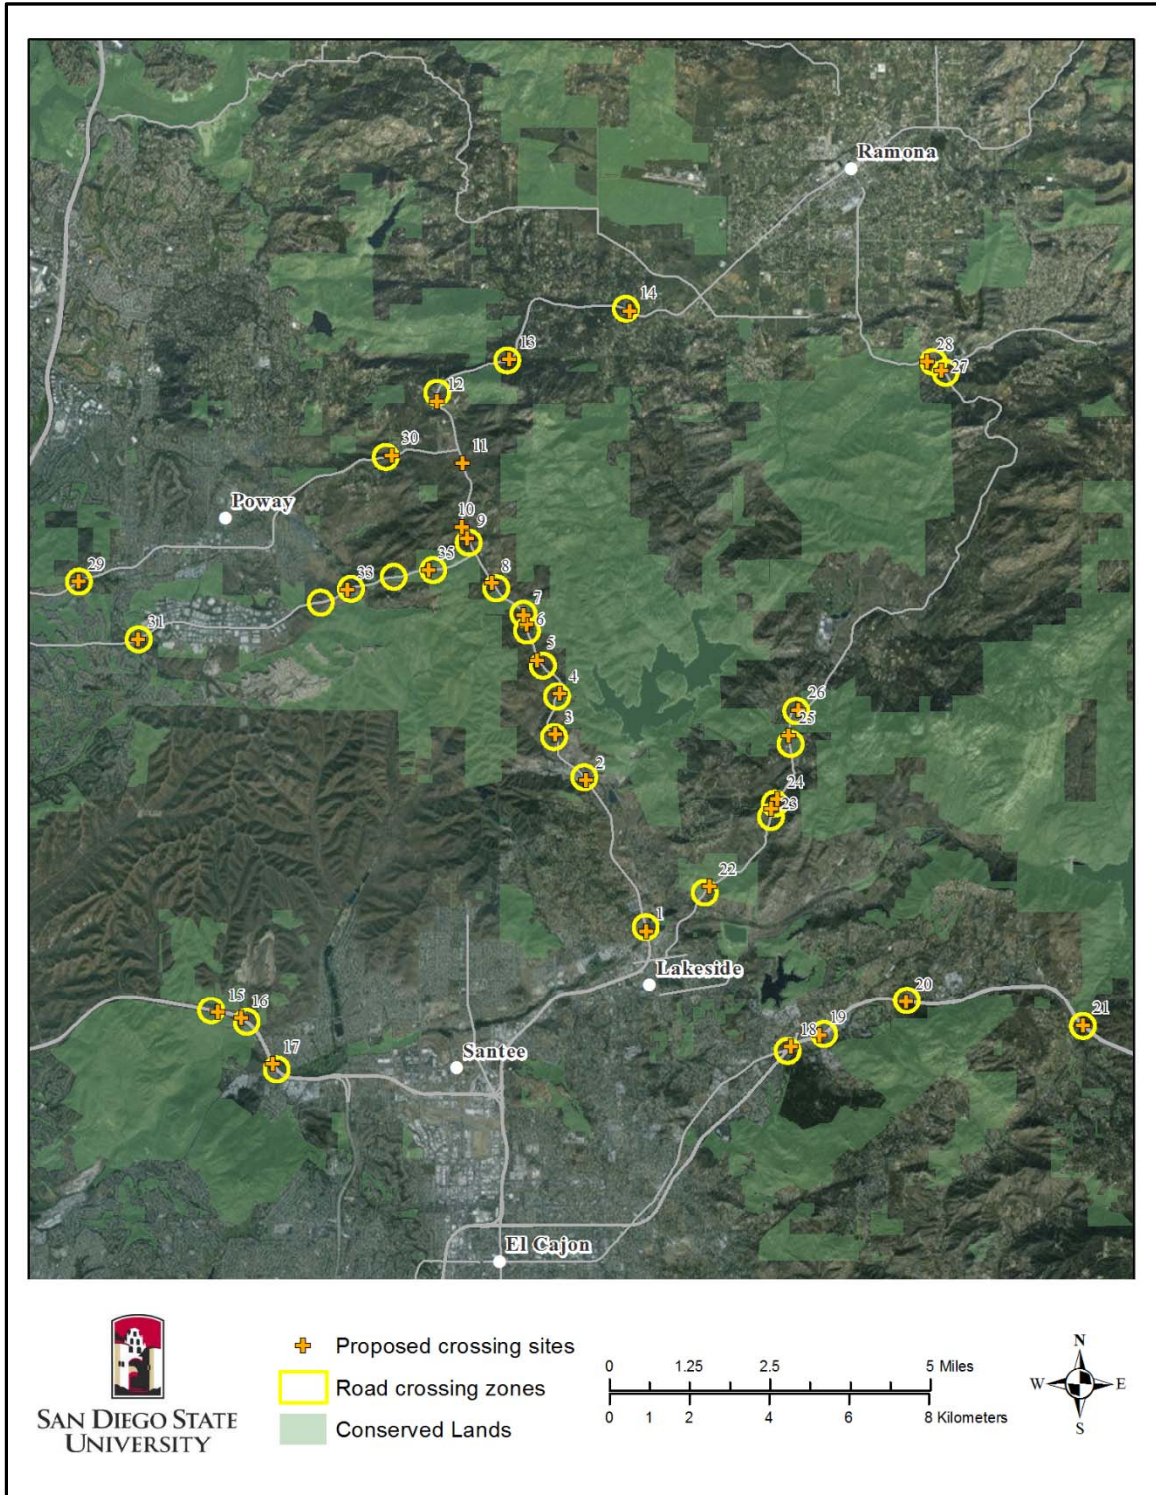 Ramona
14
13
28
27
12
30
11
Poway
10
9
35
8
29
33
7
6
31
5
4
26
3
25
2
24
23
22
1
Lakeside
20
15
16
21
19
18
17
Santee
El Cajon
SAN DIEGO STATE
UNIVERSITY
Proposed crossing sites
Road crossing zones
Conserved Lands
0 1.25 2.5 5 Miles
0 1 2 4 6 8 Kilometers
N
W E
S